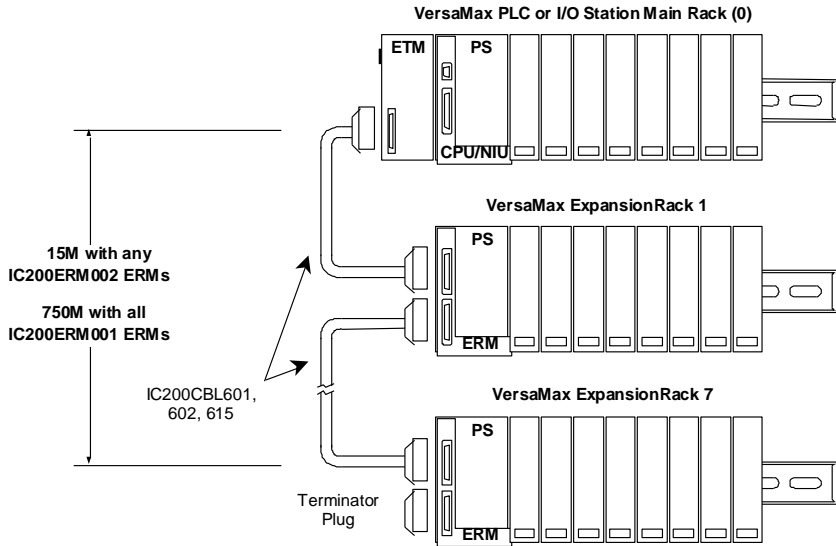 VersaMax PLC or I/O Station Main Rack (0)
ETM
PS
CPU/NIU
VersaMax ExpansionRack 1
PS
ERM
15M with any
IC200ERM002 ERMs
750M with all
IC200ERM001 ERMs
IC200CBL601,
602, 615
VersaMax ExpansionRack 7
PS
ERM
Terminator
Plug